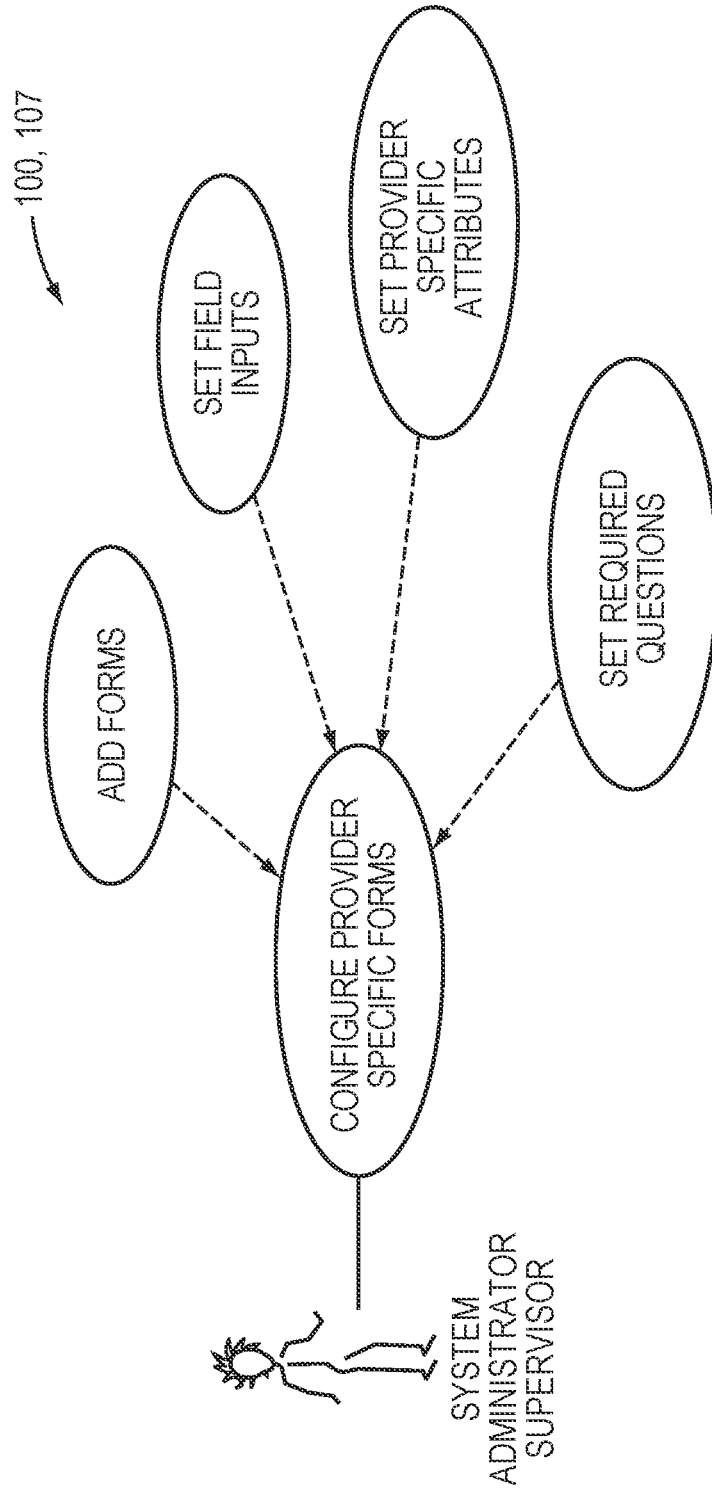 100, 107
ADD FORMS
SET FIELD
INPUTS
SET PROVIDER
SPECIFIC
ATTRIBUTES
SET REQUIRED
QUESTIONS
CONFIGURE PROVIDER
SPECIFIC FORMS
SYSTEM
ADMINISTRATOR
SUPERVISOR